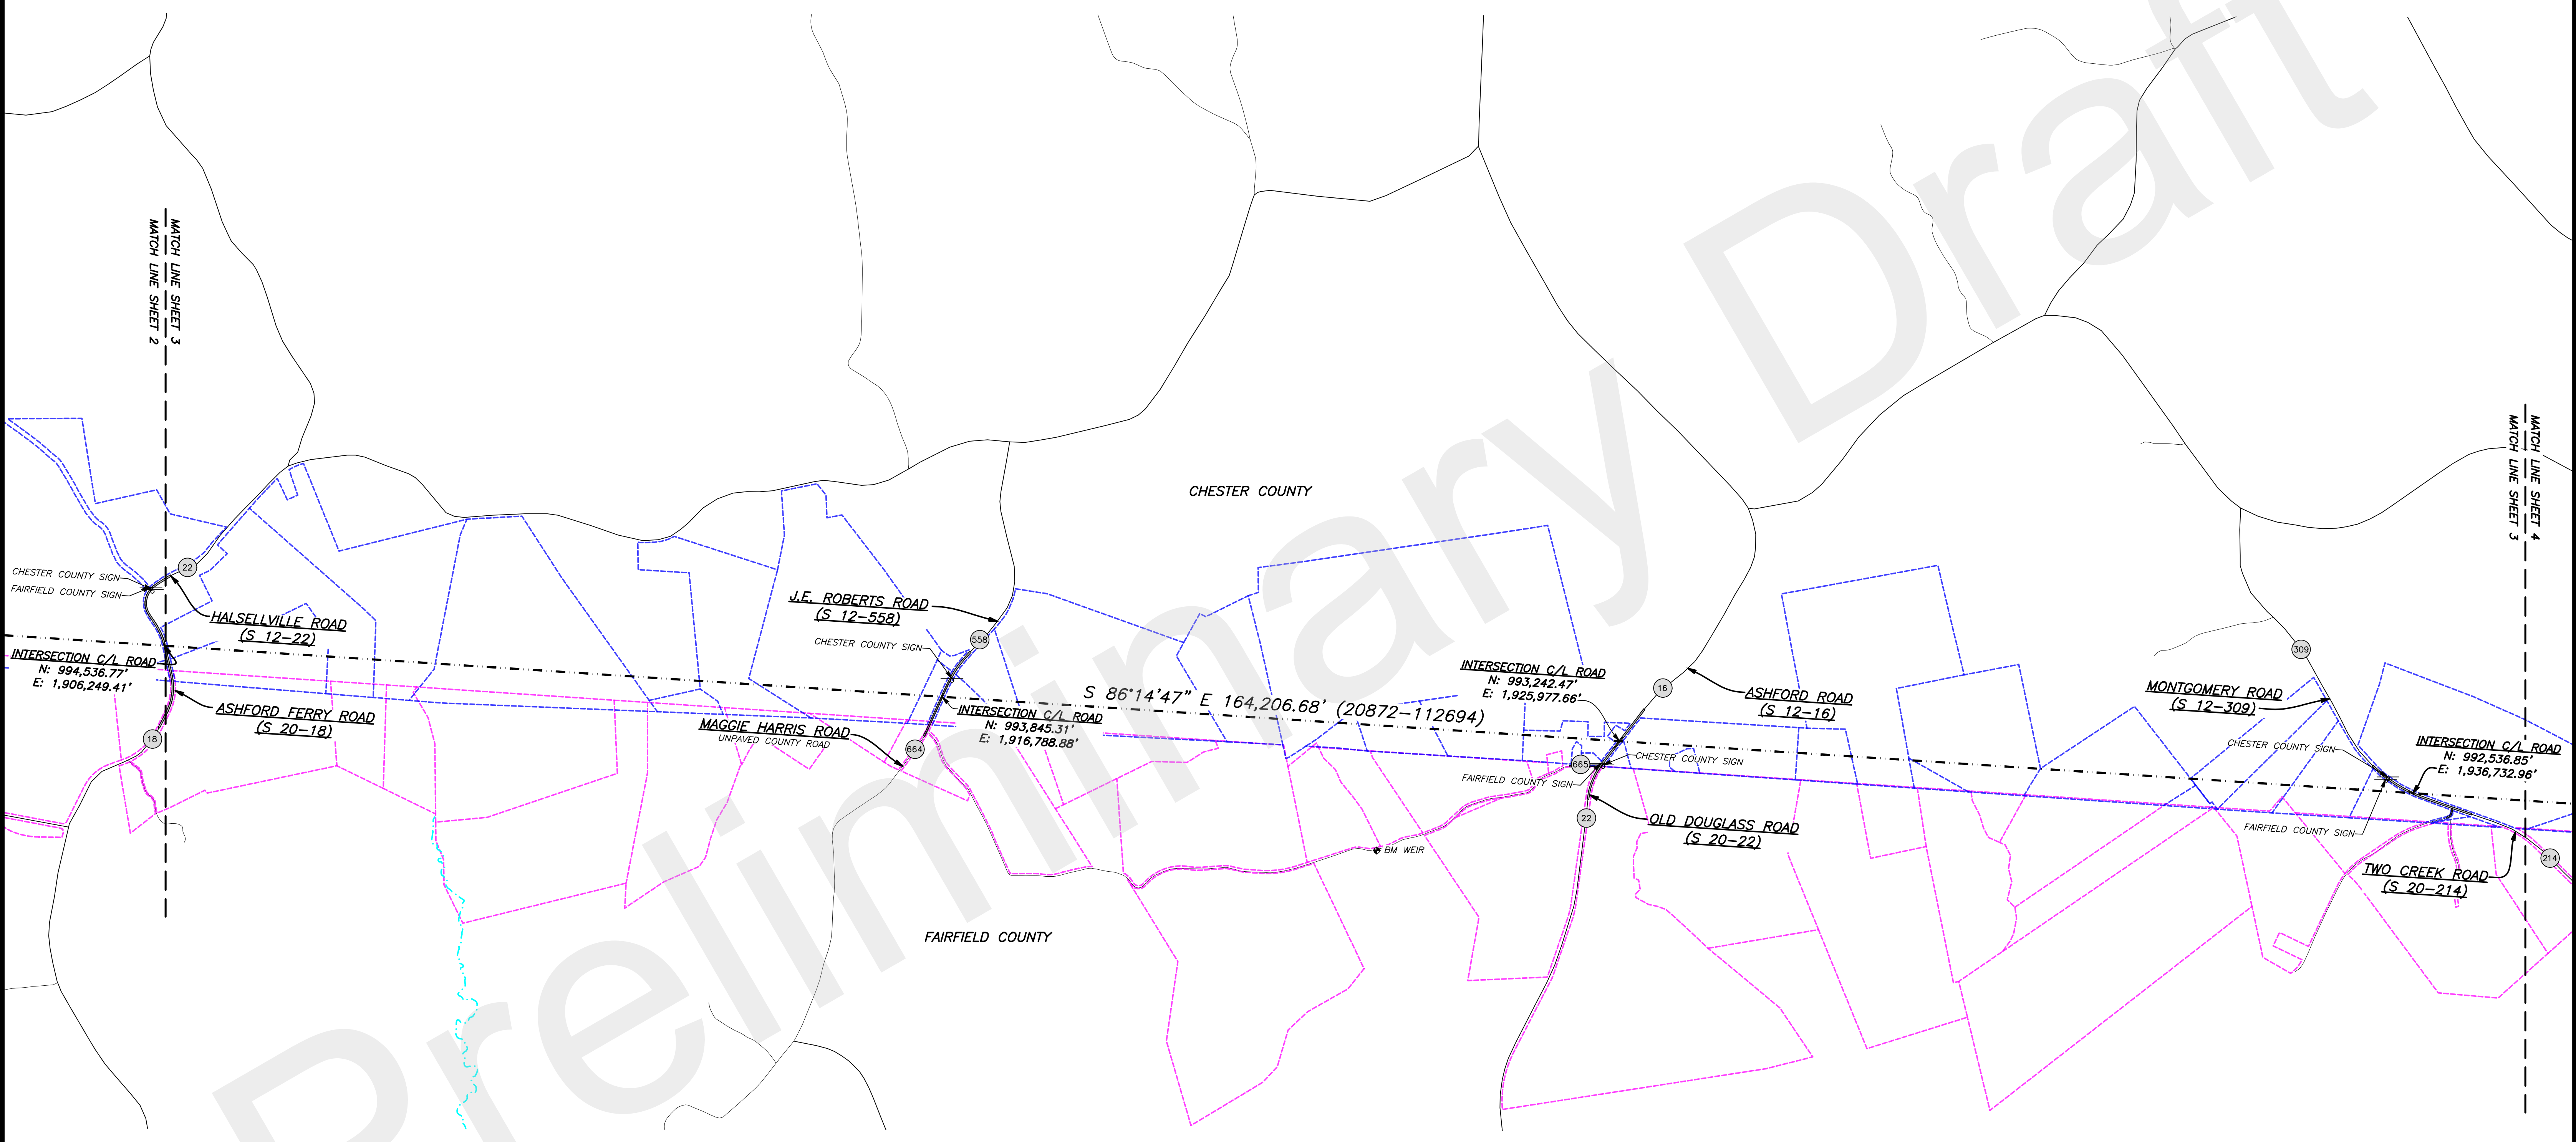 Preliminary Draft
MATCH LINE SHEET 3
MATCH LINE SHEET 2
MATCH LINE SHEET 4
MATCH LINE SHEET 3
CHESTER COUNTY
CHESTER COUNTY SIGN
FAIRFIELD COUNTY SIGN
22
HALSELLVILLE ROAD
(S 12-22)
INTERSECTION C/L ROAD
N: 994,536.77'
E: 1,906,249.41'
ASHFORD FERRY ROAD
(S 20-18)
18
J.E. ROBERTS ROAD
(S 12-558)
558
CHESTER COUNTY SIGN
MAGGIE HARRIS ROAD
UNPAVED COUNTY ROAD
664
INTERSECTION C/L ROAD
N: 993,845.31'
E: 1,916,788.88'
S 86°14'47" E 164,206.68' (20872-112694)
INTERSECTION C/L ROAD
N: 993,242.47'
E: 1,925,977.66'
16
ASHFORD ROAD
(S 12-16)
665
CHESTER COUNTY SIGN
FAIRFIELD COUNTY SIGN
22
OLD DOUGLASS ROAD
(S 20-22)
BM WEIR
309
MONTGOMERY ROAD
(S 12-309)
CHESTER COUNTY SIGN
INTERSECTION C/L ROAD
N: 992,536.85'
E: 1,936,732.96'
FAIRFIELD COUNTY SIGN
TWO CREEK ROAD
(S 20-214)
214
FAIRFIELD COUNTY